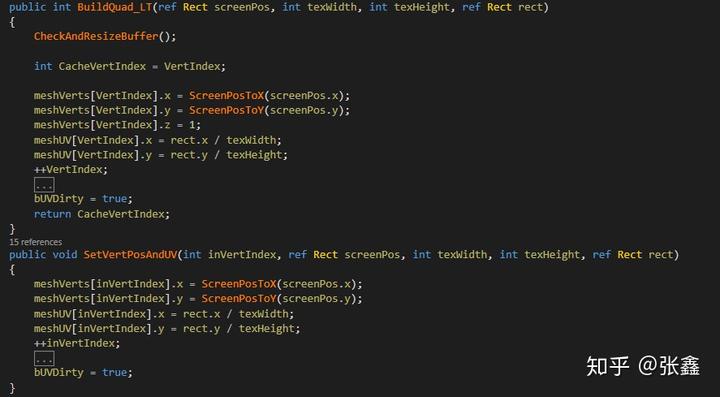 public int BuildQuad_LT(ref Rect screenPos, int texWidth, int texHeight, ref Rect rect)
{
    CheckAndResizeBuffer();

    int CacheVertIndex = VertIndex;

    meshVerts[VertIndex].x = ScreenPosToX(screenPos.x);
    meshVerts[VertIndex].y = ScreenPosToY(screenPos.y);
    meshVerts[VertIndex].z = 1;
    meshUV[VertIndex].x = rect.x / texWidth;
    meshUV[VertIndex].y = rect.y / texHeight;
    ++VertIndex;
    ...
    bUVDirty = true;
    return CacheVertIndex;
}
15 references
public void SetVertPosAndUV(int inVertIndex, ref Rect screenPos, int texWidth, int texHeight, ref Rect rect)
{
    meshVerts[inVertIndex].x = ScreenPosToX(screenPos.x);
    meshVerts[inVertIndex].y = ScreenPosToY(screenPos.y);
    meshUV[inVertIndex].x = rect.x / texWidth;
    meshUV[inVertIndex].y = rect.y / texHeight;
    ++inVertIndex;
    ...
    bUVDirty = true;
}
知乎 @张鑫